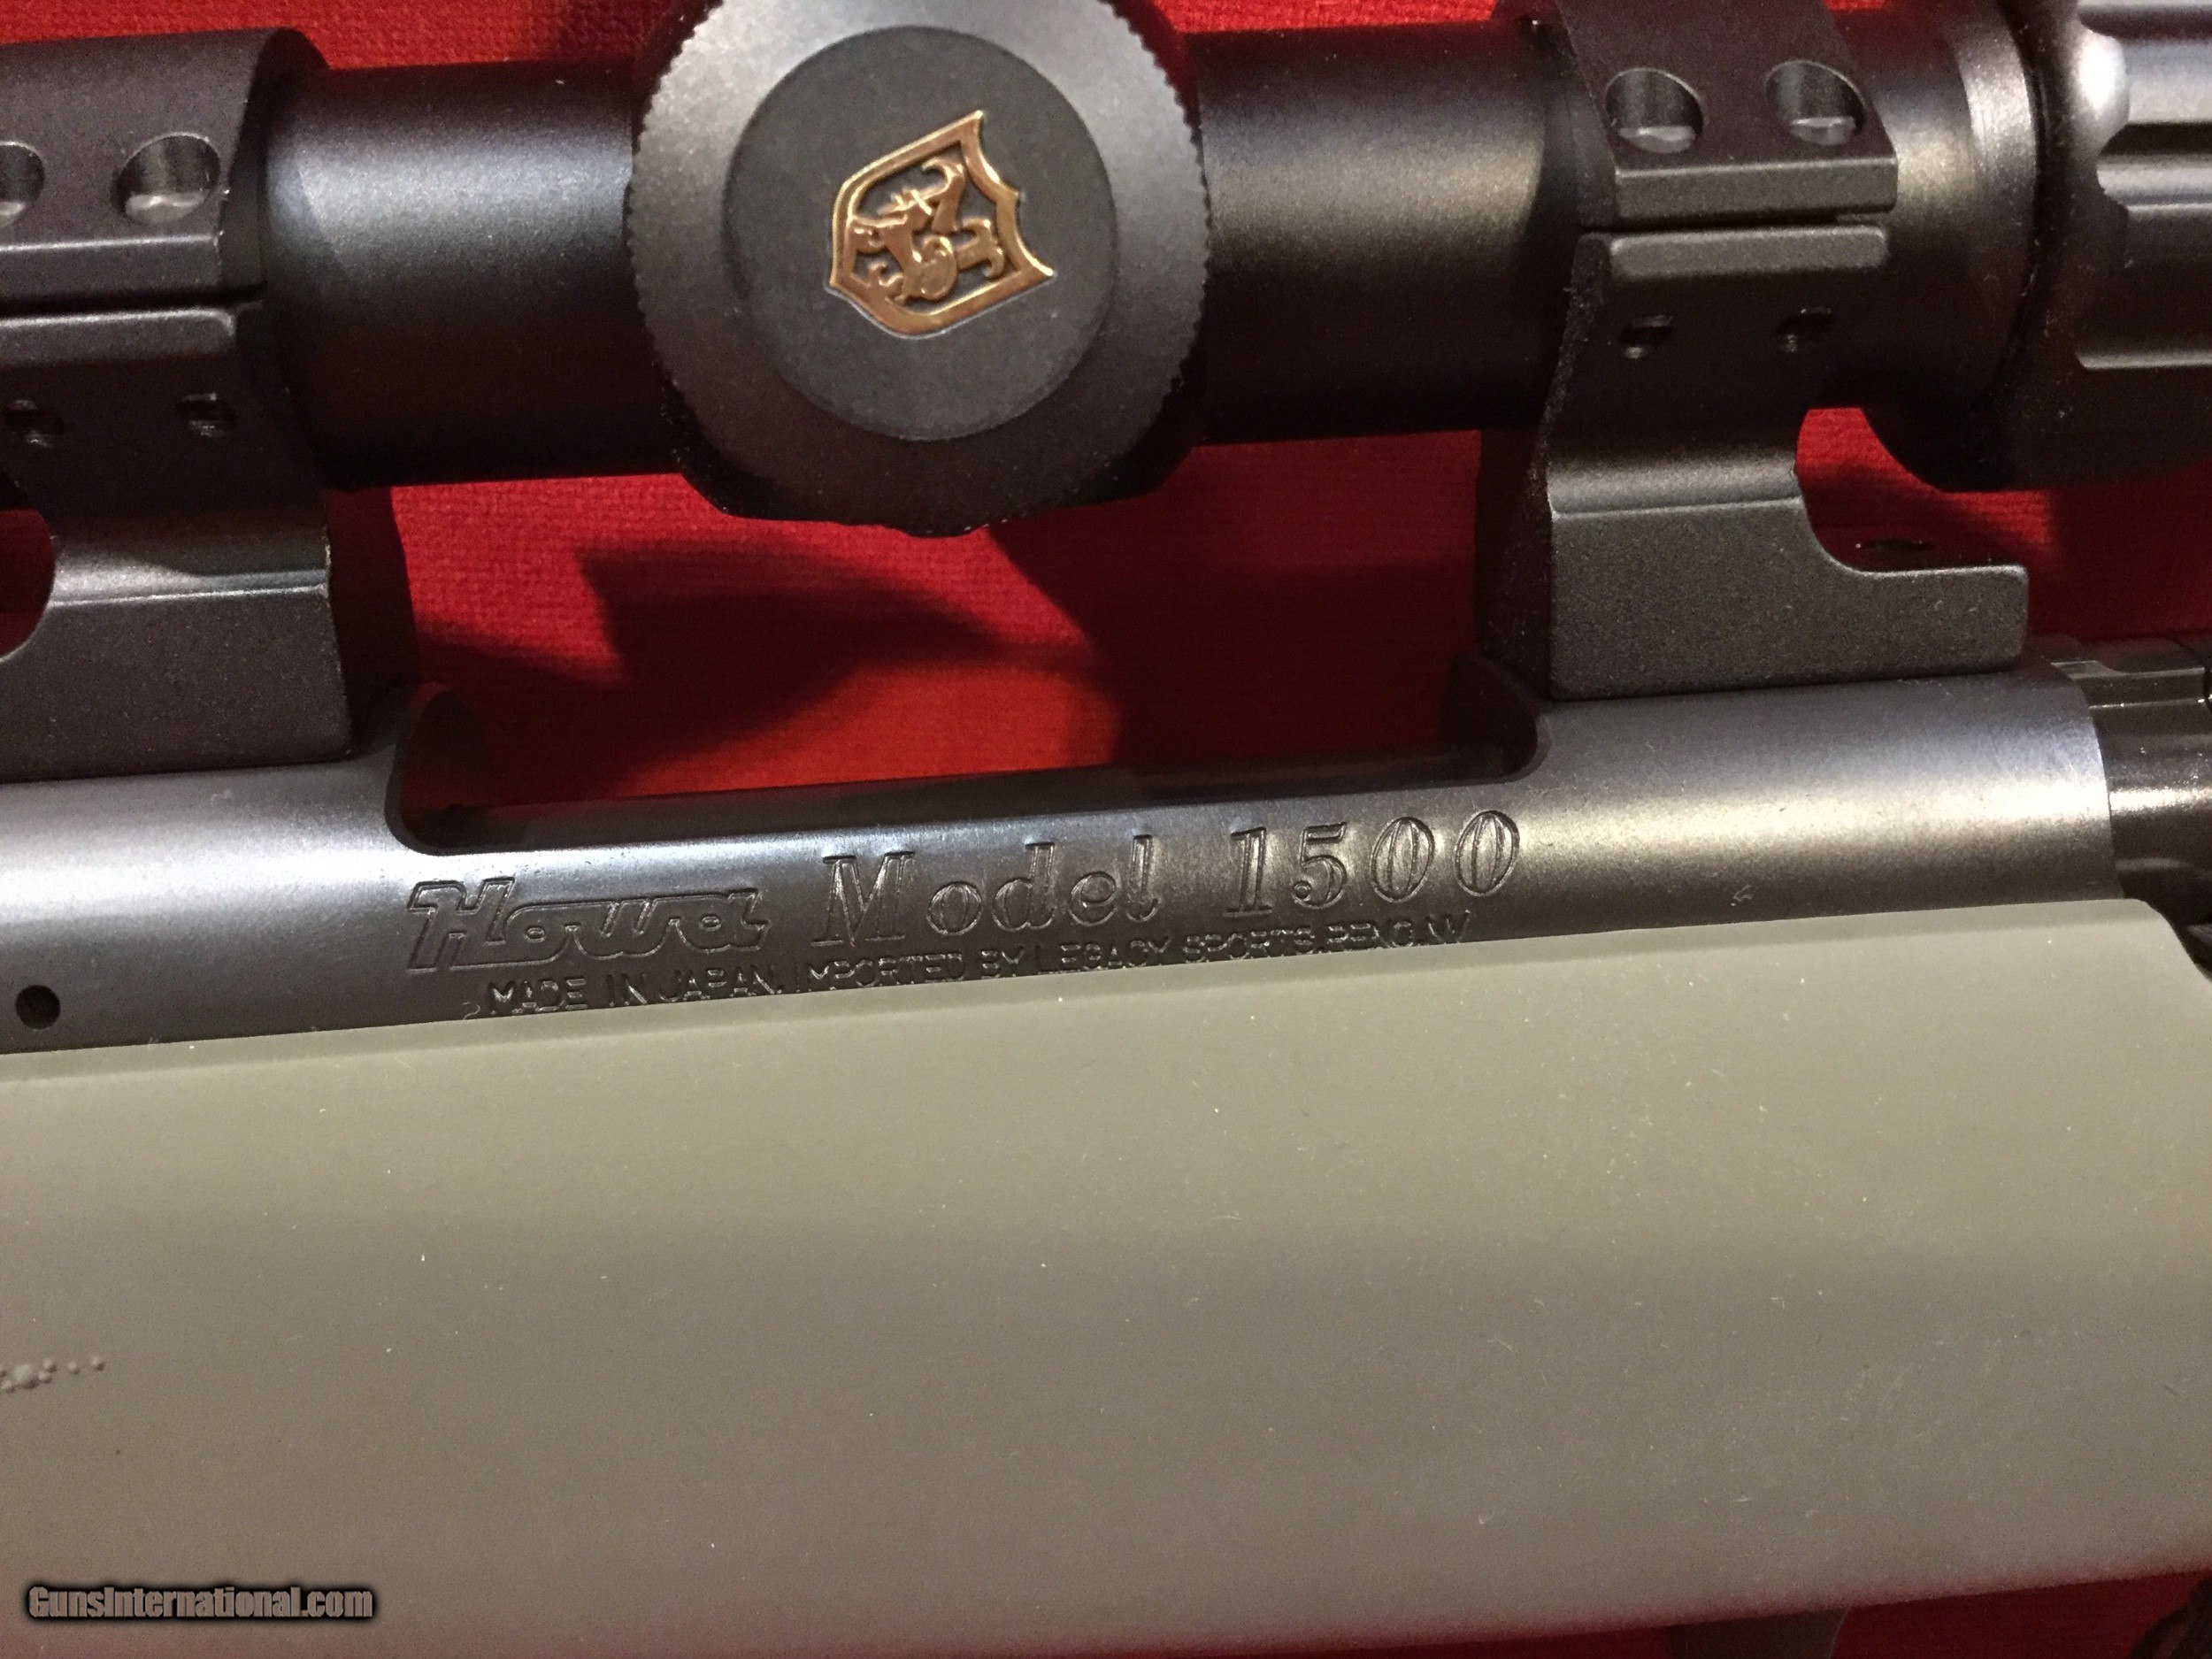 Howa Model 1500
MADE IN JAPAN, IMPORTED BY LEGACY SPORTS, RENO, NV
GunsInternational.com